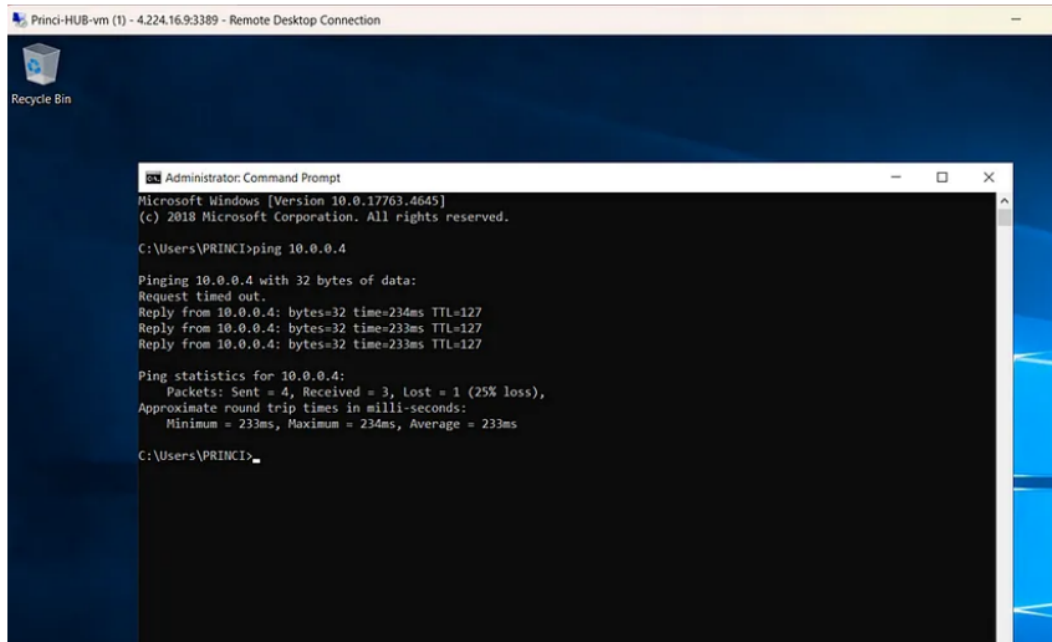 Princi-HUB-vm (1) - 4.224.16.9:3389 - Remote Desktop Connection
Recycle Bin
Administrator: Command Prompt
Microsoft Windows [Version 10.0.17763.4645]
(c) 2018 Microsoft Corporation. All rights reserved.
C:\Users\PRINCI>ping 10.0.0.4
Pinging 10.0.0.4 with 32 bytes of data:
Request timed out.
Reply from 10.0.0.4: bytes=32 time=234ms TTL=127
Reply from 10.0.0.4: bytes=32 time=233ms TTL=127
Reply from 10.0.0.4: bytes=32 time=233ms TTL=127
Ping statistics for 10.0.0.4:
Packets: Sent = 4, Received = 3, Lost = 1 (25% loss),
Approximate round trip times in milli-seconds:
Minimum = 233ms, Maximum = 234ms, Average = 233ms
C:\Users\PRINCI>